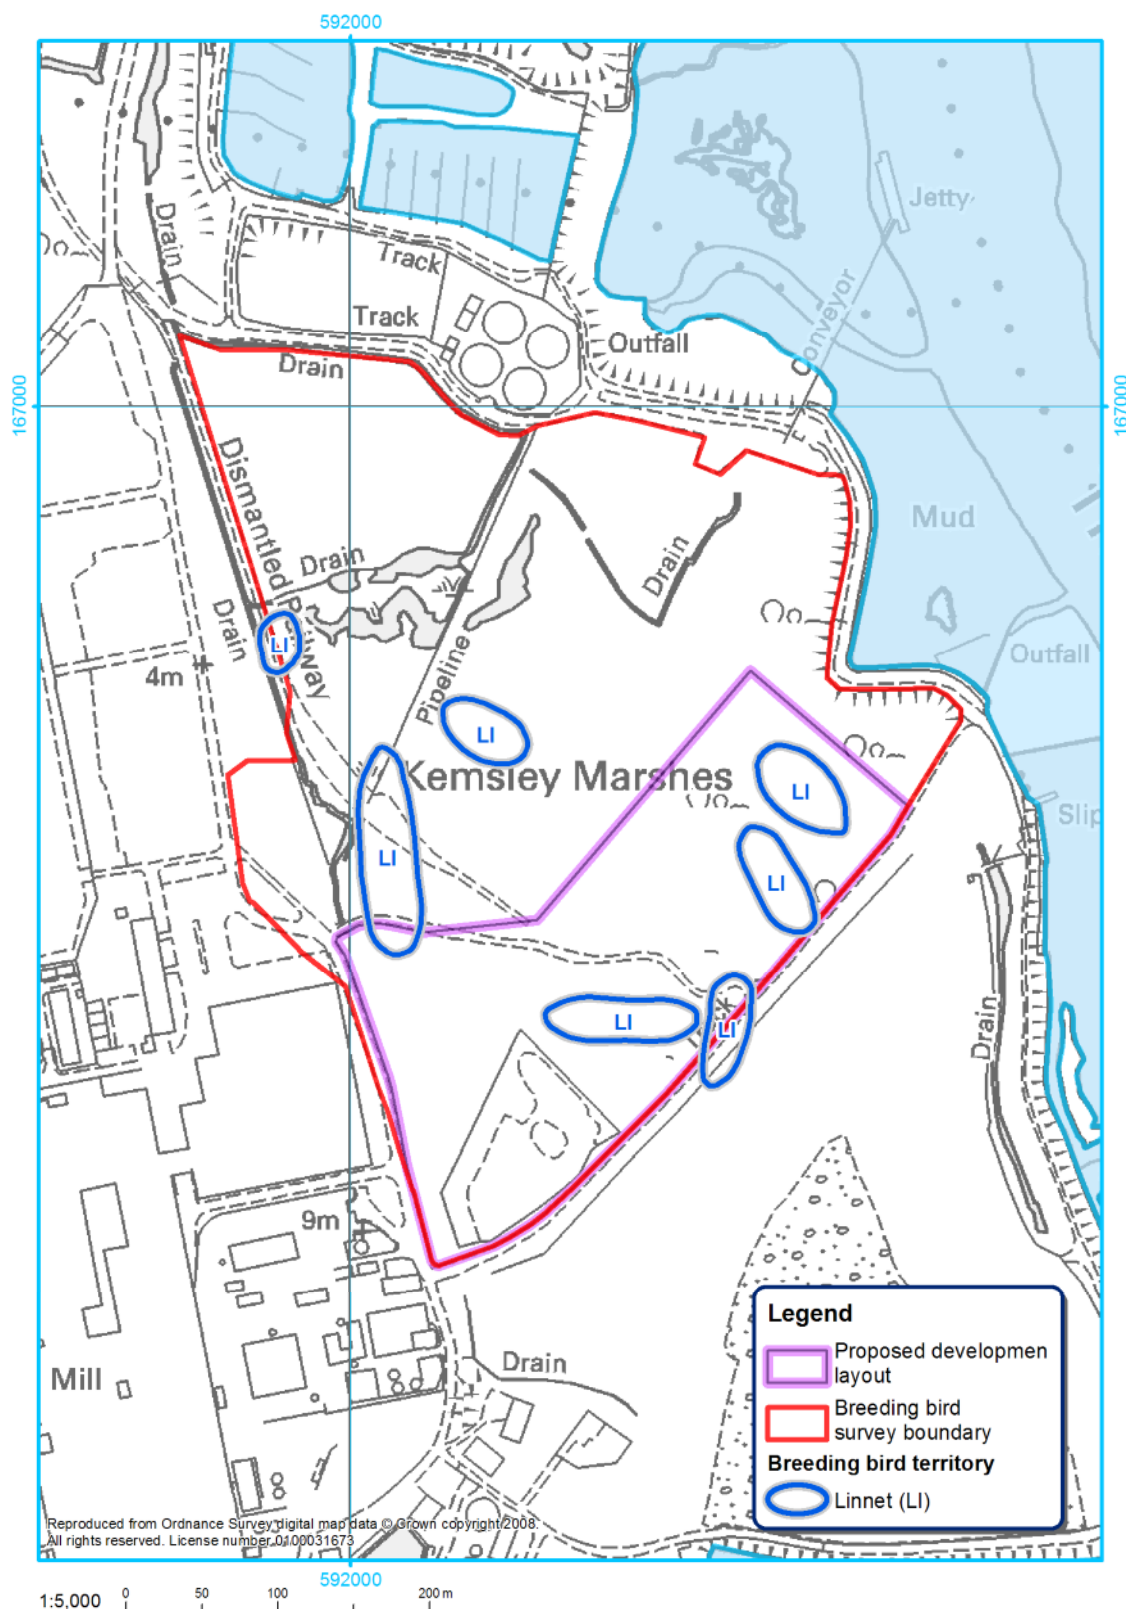 592000
Drain
Track
Track
Drain
Jetty
Conveyor
Outfall
167000
167000
Dismantled Railway
Drain
Drain
Drain
Mud
Outfall
LI
4m
Pipeline
LI
Kemsley Marshes
LI
LI
Slip
LI
LI
LI
Drain
9m
Mill
Drain
Legend
Proposed developmen
layout
Breeding bird
survey boundary
Breeding bird territory
Linnet (LI)
Reproduced from Ordnance Survey digital map data © Crown copyright 2008.
All rights reserved. License number 0100031673
592000
1:5,000 0 50 100 200 m